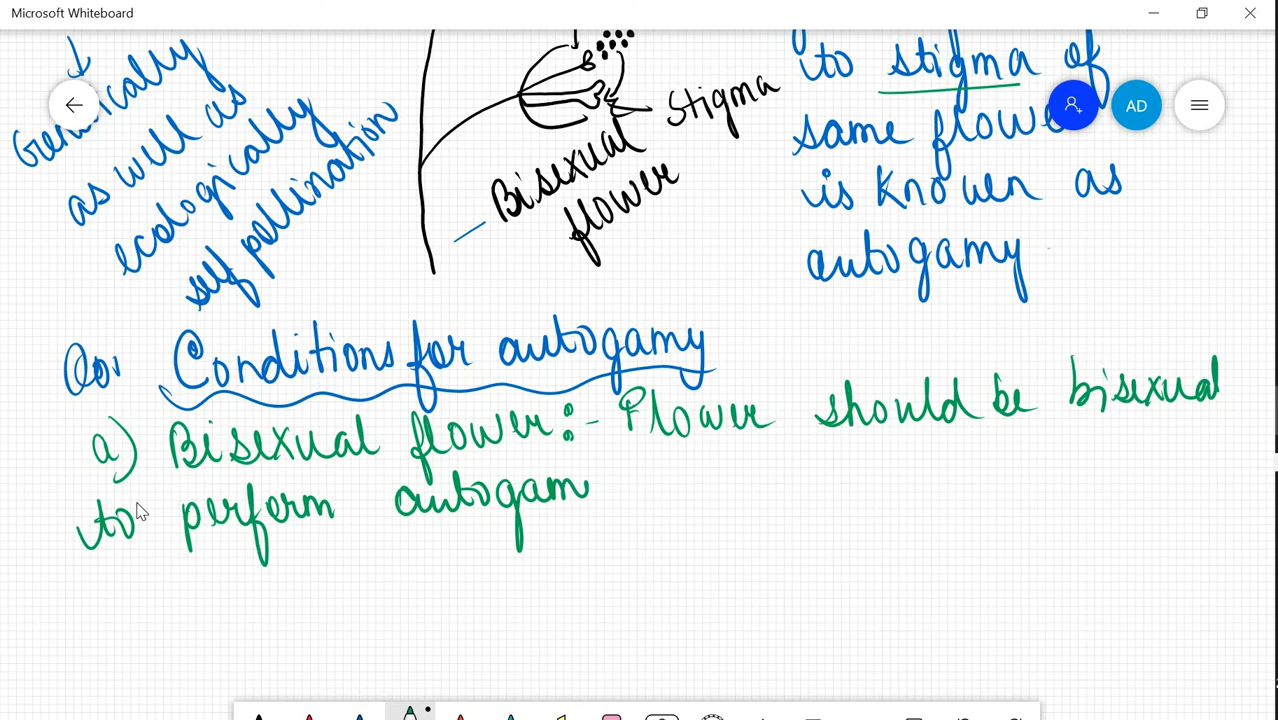 Microsoft Whiteboard
Genetically
as well as
ecologically
self pollination
Stigma
Bisexual
flower
to stigma of
same flowe
is known as
autogamy
AD
Conditions for autogamy
a) Bisexual flower:- Flower should be bisexual
to perform autogam